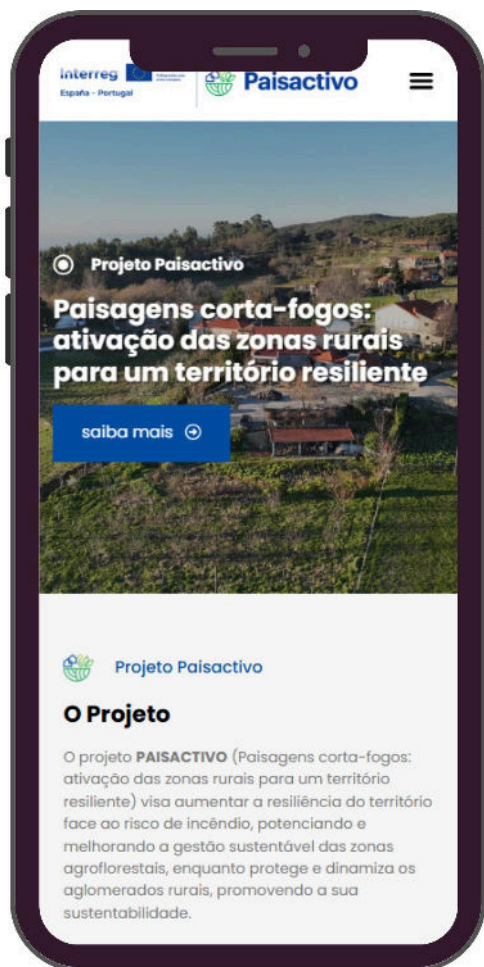 Interreg
España – Portugal
Paisactivo
Projeto Paisactivo
Paisagens corta-fogos:
ativação das zonas rurais
para um território resiliente
saiba mais
Projeto Paisactivo
O Projeto
O projeto PAISACTIVO (Paisagens corta-fogos:
ativação das zonas rurais para um território
resiliente) visa aumentar a resiliência do território
face ao risco de incêndio, potenciando e
melhorando a gestão sustentável das zonas
agroflorestais, enquanto protege e dinamiza os
aglomerados rurais, promovendo a sua
sustentabilidade.